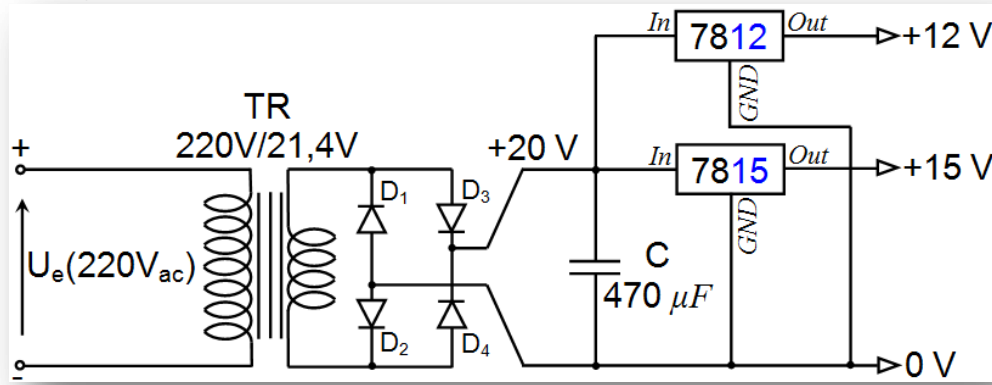 In 7812 Out +12 V
GND
TR
220V/21,4V
+20 V
In 7815 Out +15 V
GND
+
D1 D3
Ue(220Vac)
C
470 μF
D2 D4
-
0 V